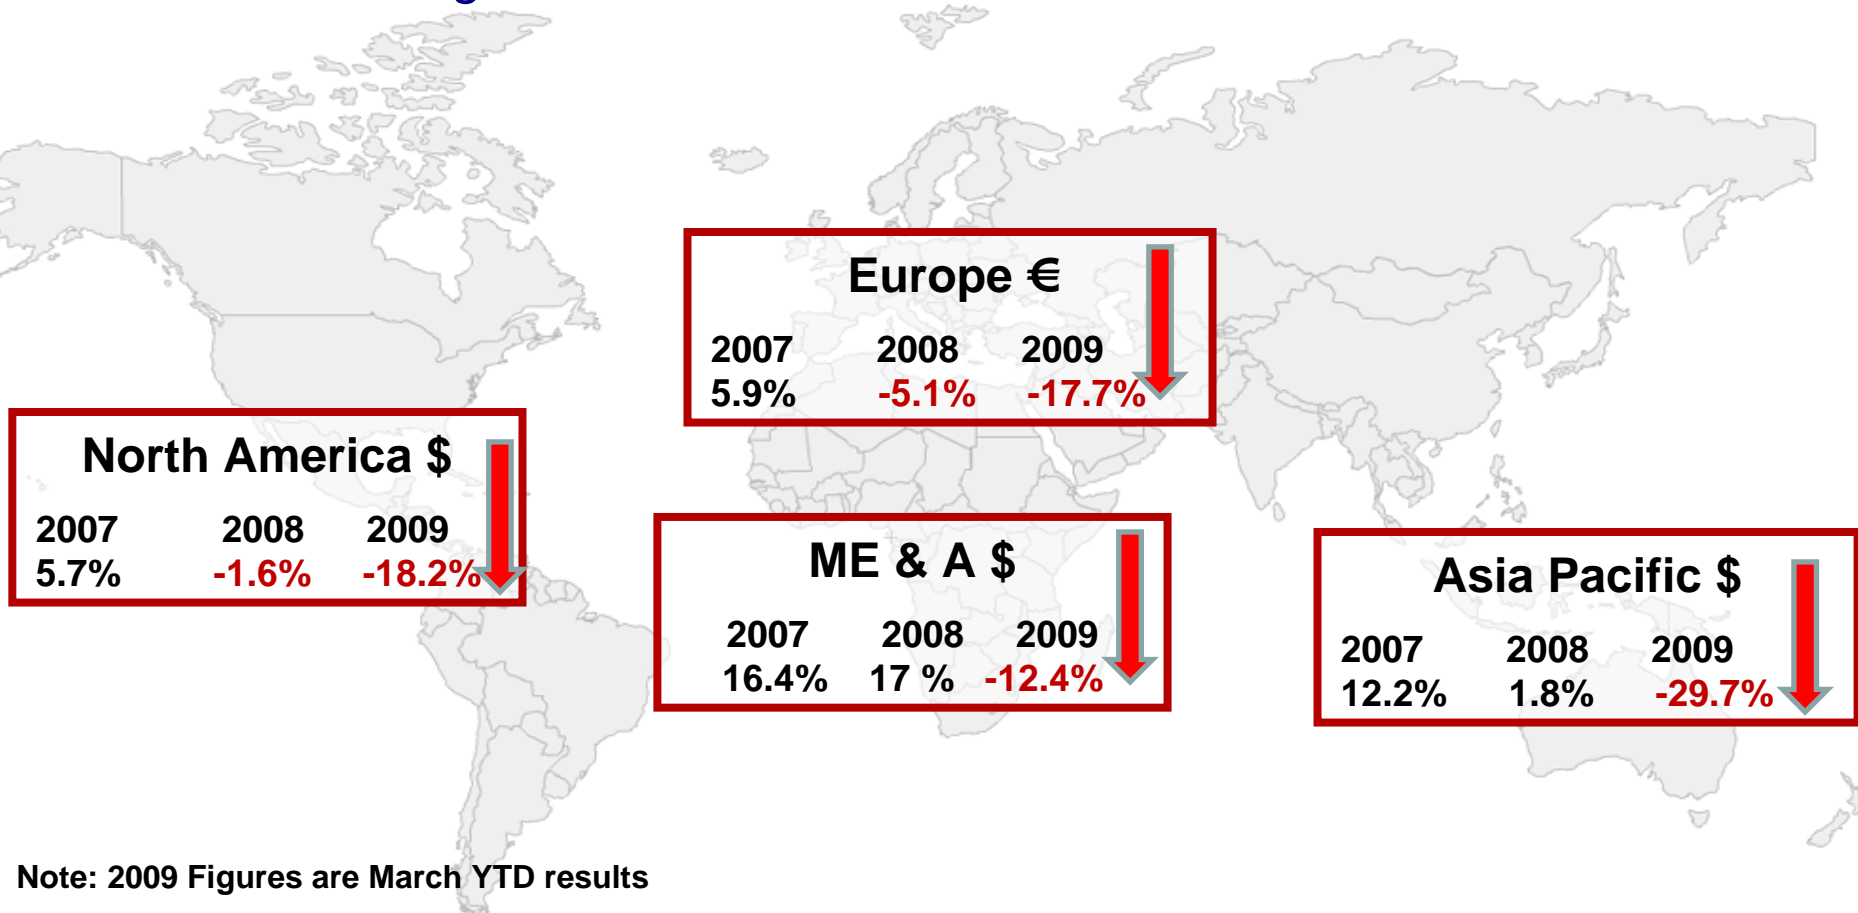 Europe €
2007 2008 2009
5.9% -5.1% -17.7%
North America $
2007 2008 2009
5.7% -1.6% -18.2%
ME & A $
2007 2008 2009
16.4% 17 % -12.4%
Asia Pacific $
2007 2008 2009
12.2% 1.8% -29.7%
Note: 2009 Figures are March YTD results